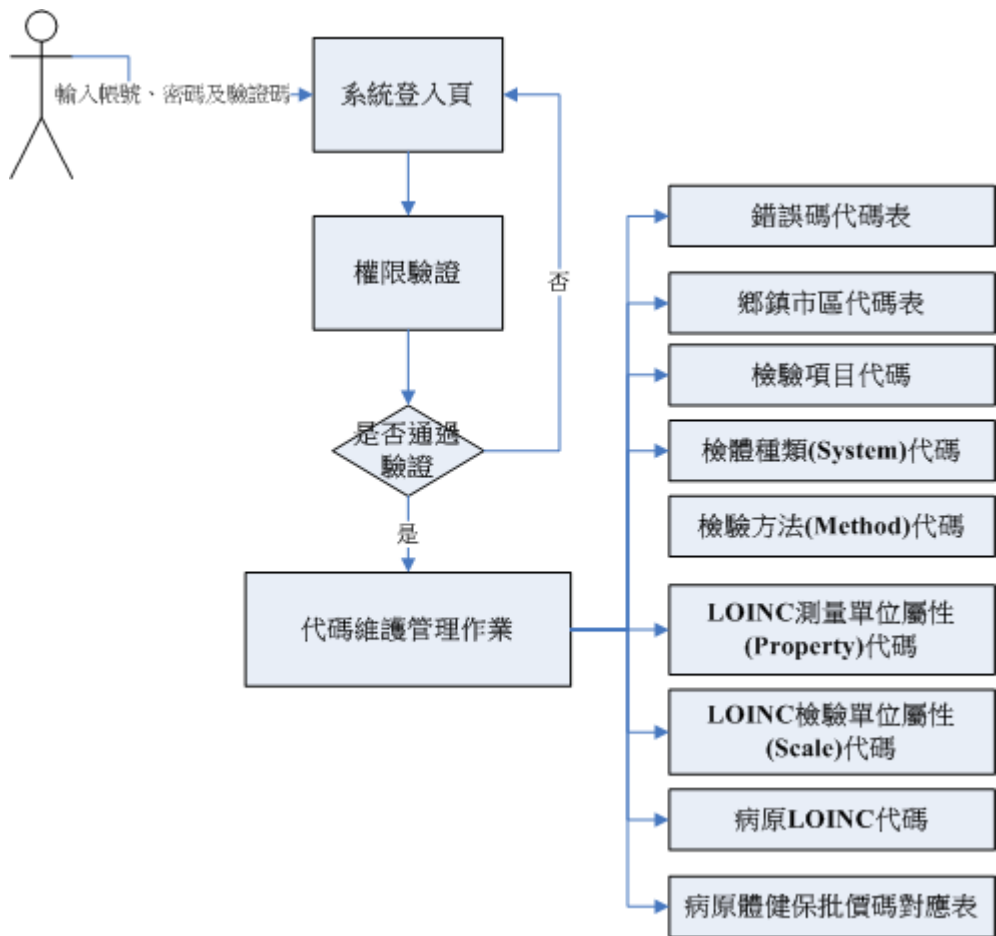 輸入帳號、密碼及驗證碼
系統登入頁
權限驗證
否
是否通過
驗證
是
代碼維護管理作業
錯誤碼代碼表
鄉鎮市區代碼表
檢驗項目代碼
檢體種類(System)代碼
檢驗方法(Method)代碼
LOINC測量單位屬性
(Property)代碼
LOINC檢驗單位屬性
(Scale)代碼
病原LOINC代碼
病原體健保批價碼對應表